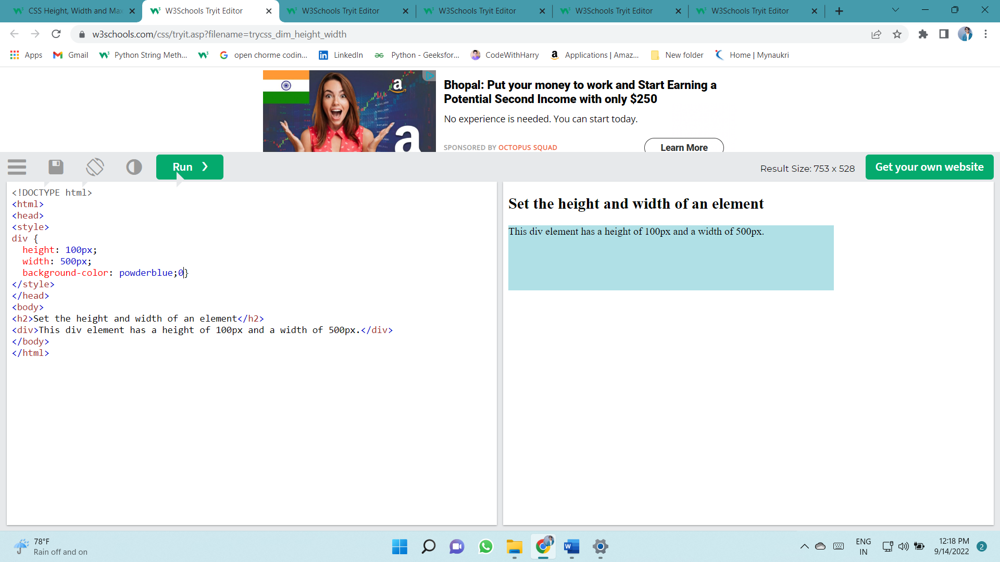 CSS Height, Width and Max
W3Schools Tryit Editor
W3Schools Tryit Editor
W3Schools Tryit Editor
W3Schools Tryit Editor
W3Schools Tryit Editor
w3schools.com/css/tryit.asp?filename=trycss_dim_height_width
Apps
Gmail
Python String Meth...
open chorme codin...
LinkedIn
Python - Geeksfor...
CodeWithHarry
Applications | Amaz...
New folder
Home | Mynaukri
Bhopal: Put your money to work and Start Earning a
Potential Second Income with only $250
No experience is needed. You can start today.
SPONSORED BY OCTOPUS SQUAD
Learn More
Run ❯
Result Size: 753 x 528
Get your own website
<!DOCTYPE html>
<html>
<head>
<style>
div {
height: 100px;
width: 500px;
background-color: powderblue;0}
</style>
</head>
<body>
<h2>Set the height and width of an element</h2>
<div>This div element has a height of 100px and a width of 500px.</div>
</body>
</html>
Set the height and width of an element
This div element has a height of 100px and a width of 500px.
78°F
Rain off and on
ENG
IN
12:18 PM
9/14/2022
2